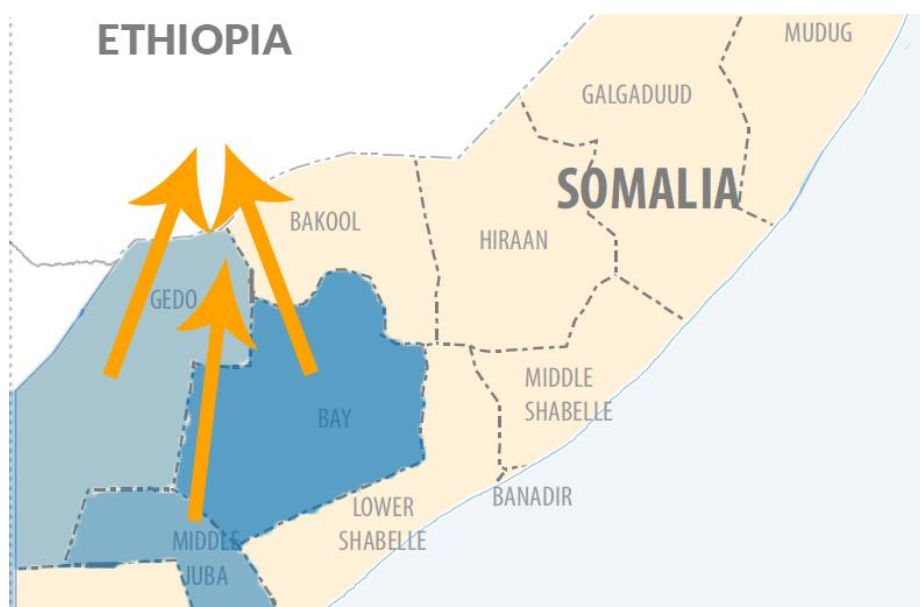 ETHIOPIA
MUDUG
GALGADUUD
SOMALIA
BAKOOL
HIRAAN
GEDO
MIDDLE
SHABELLE
BAY
BANADIR
LOWER
SHABELLE
MIDDLE
JUBA